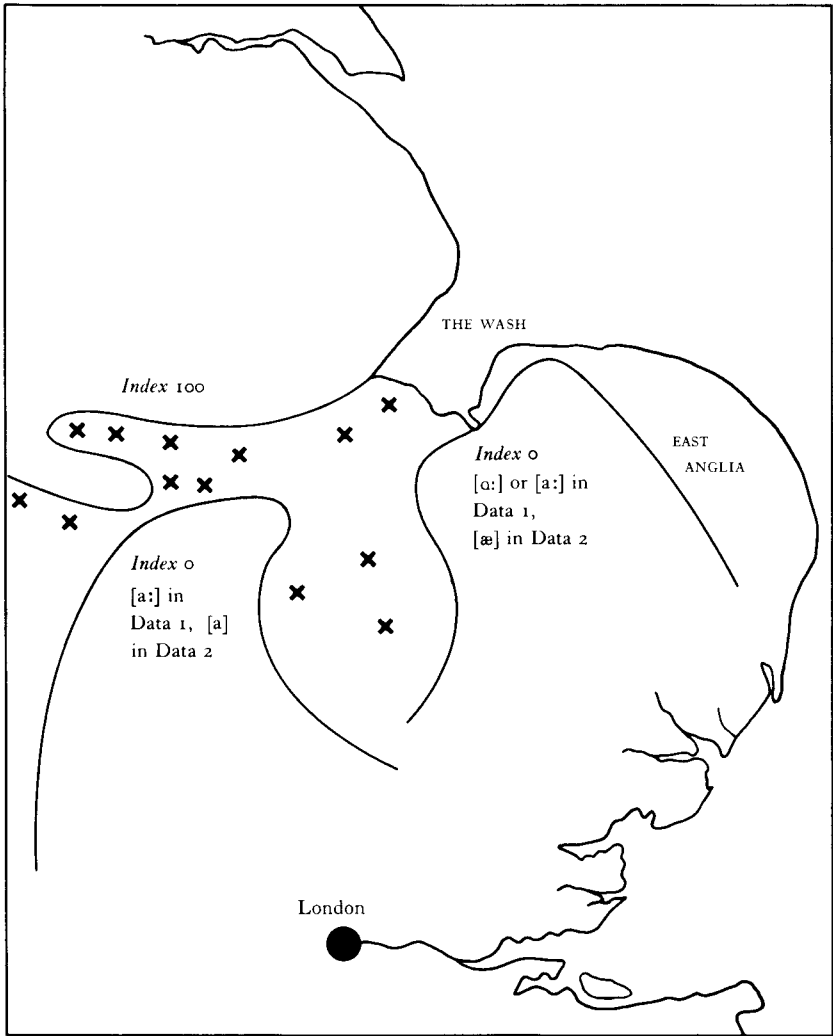 THE WASH
Index 100
EAST
ANGLIA
Index 0
[ɑː] or [aː] in
Data 1,
[æ] in Data 2
Index 0
[aː] in
Data 1, [a]
in Data 2
London